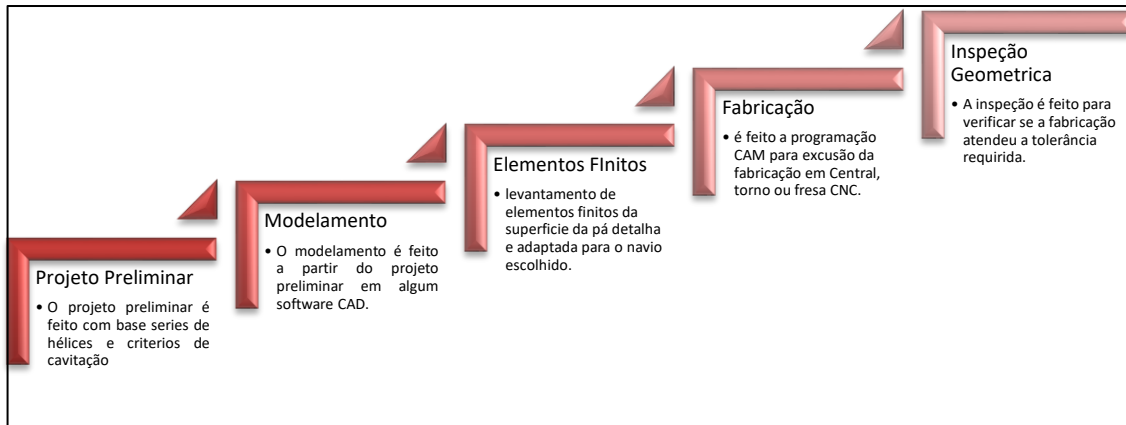 Projeto Preliminar
• O projeto preliminar é
feito com base series de
hélices e criterios de
cavitação
Modelamento
• O modelamento é feito
a partir do projeto
preliminar em algum
software CAD.
Elementos FInitos
• levantamento de
elementos finitos da
superficie da pá detalha
e adaptada para o navio
escolhido.
Fabricação
• é feito a programação
CAM para excusão da
fabricação em Central,
torno ou fresa CNC.
Inspeção
Geometrica
• A inspeção é feito para
verificar se a fabricação
atendeu a tolerância
requirida.